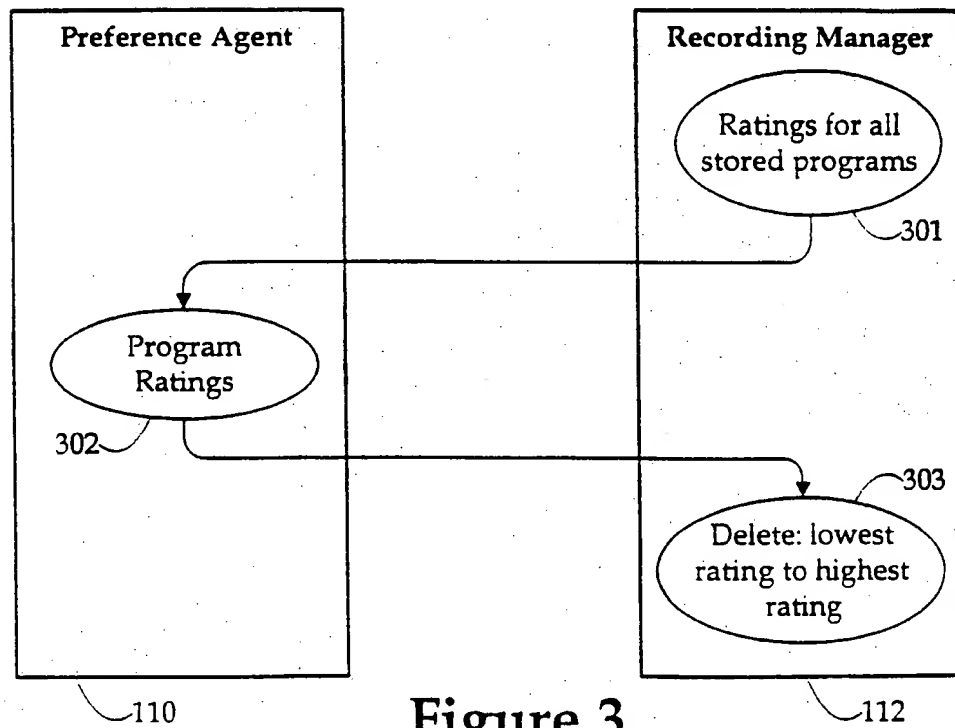 Preference Agent
Recording Manager
Ratings for all
stored programs
301
Program
Ratings
302
303
Delete: lowest
rating to highest
rating
110
112
Figure 3